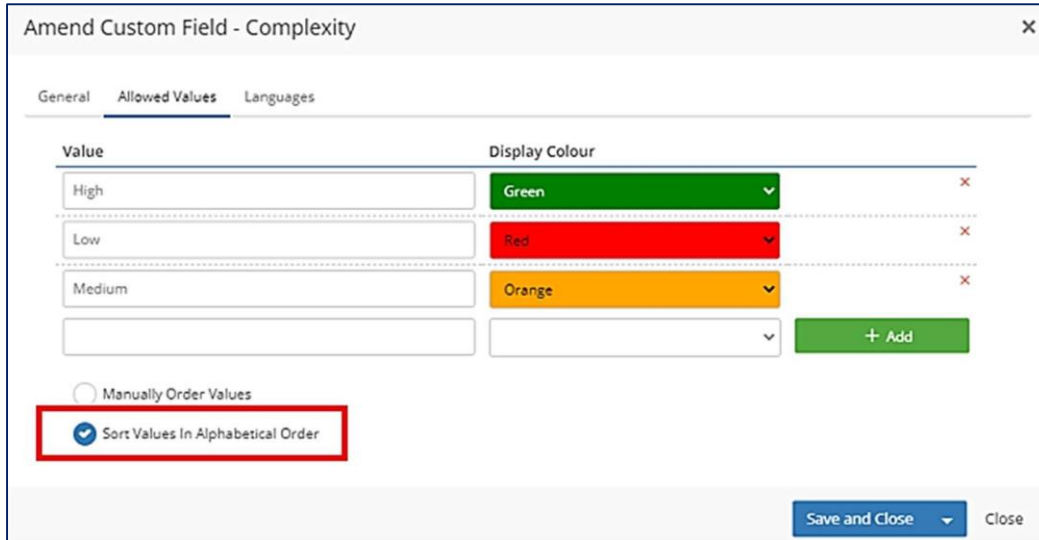 Amend Custom Field - Complexity
General Allowed Values Languages
Value Display Colour
High Green
Low Red
Medium Orange
+ Add
Manually Order Values
Sort Values In Alphabetical Order
Save and Close Close